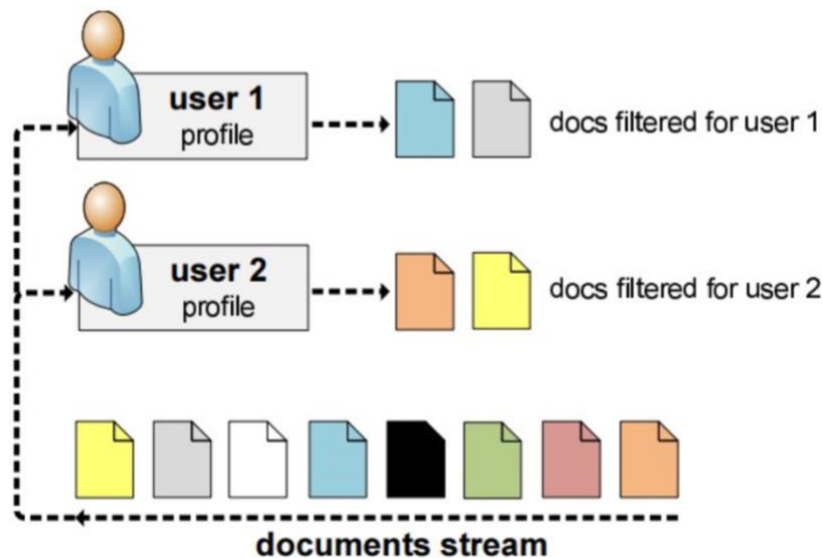 user 1
profile
docs filtered for user 1
user 2
profile
docs filtered for user 2
documents stream